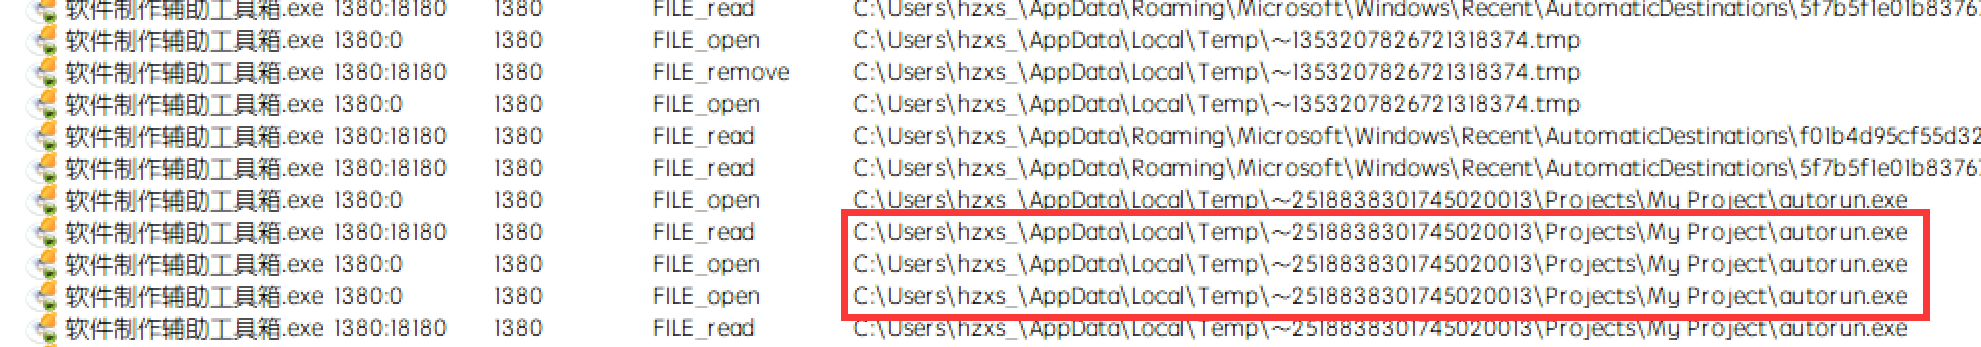 软件制作辅助工具箱.exe 1380:18180 1380 FILE_read C:\Users\hzxs_\AppData\Roaming\Microsoft\Windows\Recent\AutomaticDestinations\5f7b5f1e01b8376
软件制作辅助工具箱.exe 1380:0 1380 FILE_open C:\Users\hzxs_\AppData\Local\Temp\~1353207826721318374.tmp
软件制作辅助工具箱.exe 1380:18180 1380 FILE_remove C:\Users\hzxs_\AppData\Local\Temp\~1353207826721318374.tmp
软件制作辅助工具箱.exe 1380:0 1380 FILE_open C:\Users\hzxs_\AppData\Local\Temp\~1353207826721318374.tmp
软件制作辅助工具箱.exe 1380:18180 1380 FILE_read C:\Users\hzxs_\AppData\Roaming\Microsoft\Windows\Recent\AutomaticDestinations\f01b4d95cf55d32
软件制作辅助工具箱.exe 1380:18180 1380 FILE_read C:\Users\hzxs_\AppData\Roaming\Microsoft\Windows\Recent\AutomaticDestinations\5f7b5f1e01b8376
软件制作辅助工具箱.exe 1380:0 1380 FILE_open C:\Users\hzxs_\AppData\Local\Temp\~2518838301745020013\Projects\My Project\autorun.exe
软件制作辅助工具箱.exe 1380:18180 1380 FILE_read C:\Users\hzxs_\AppData\Local\Temp\~2518838301745020013\Projects\My Project\autorun.exe
软件制作辅助工具箱.exe 1380:0 1380 FILE_open C:\Users\hzxs_\AppData\Local\Temp\~2518838301745020013\Projects\My Project\autorun.exe
软件制作辅助工具箱.exe 1380:0 1380 FILE_open C:\Users\hzxs_\AppData\Local\Temp\~2518838301745020013\Projects\My Project\autorun.exe
软件制作辅助工具箱.exe 1380:18180 1380 FILE_read C:\Users\hzxs_\AppData\Local\Temp\~2518838301745020013\Projects\My Project\autorun.exe